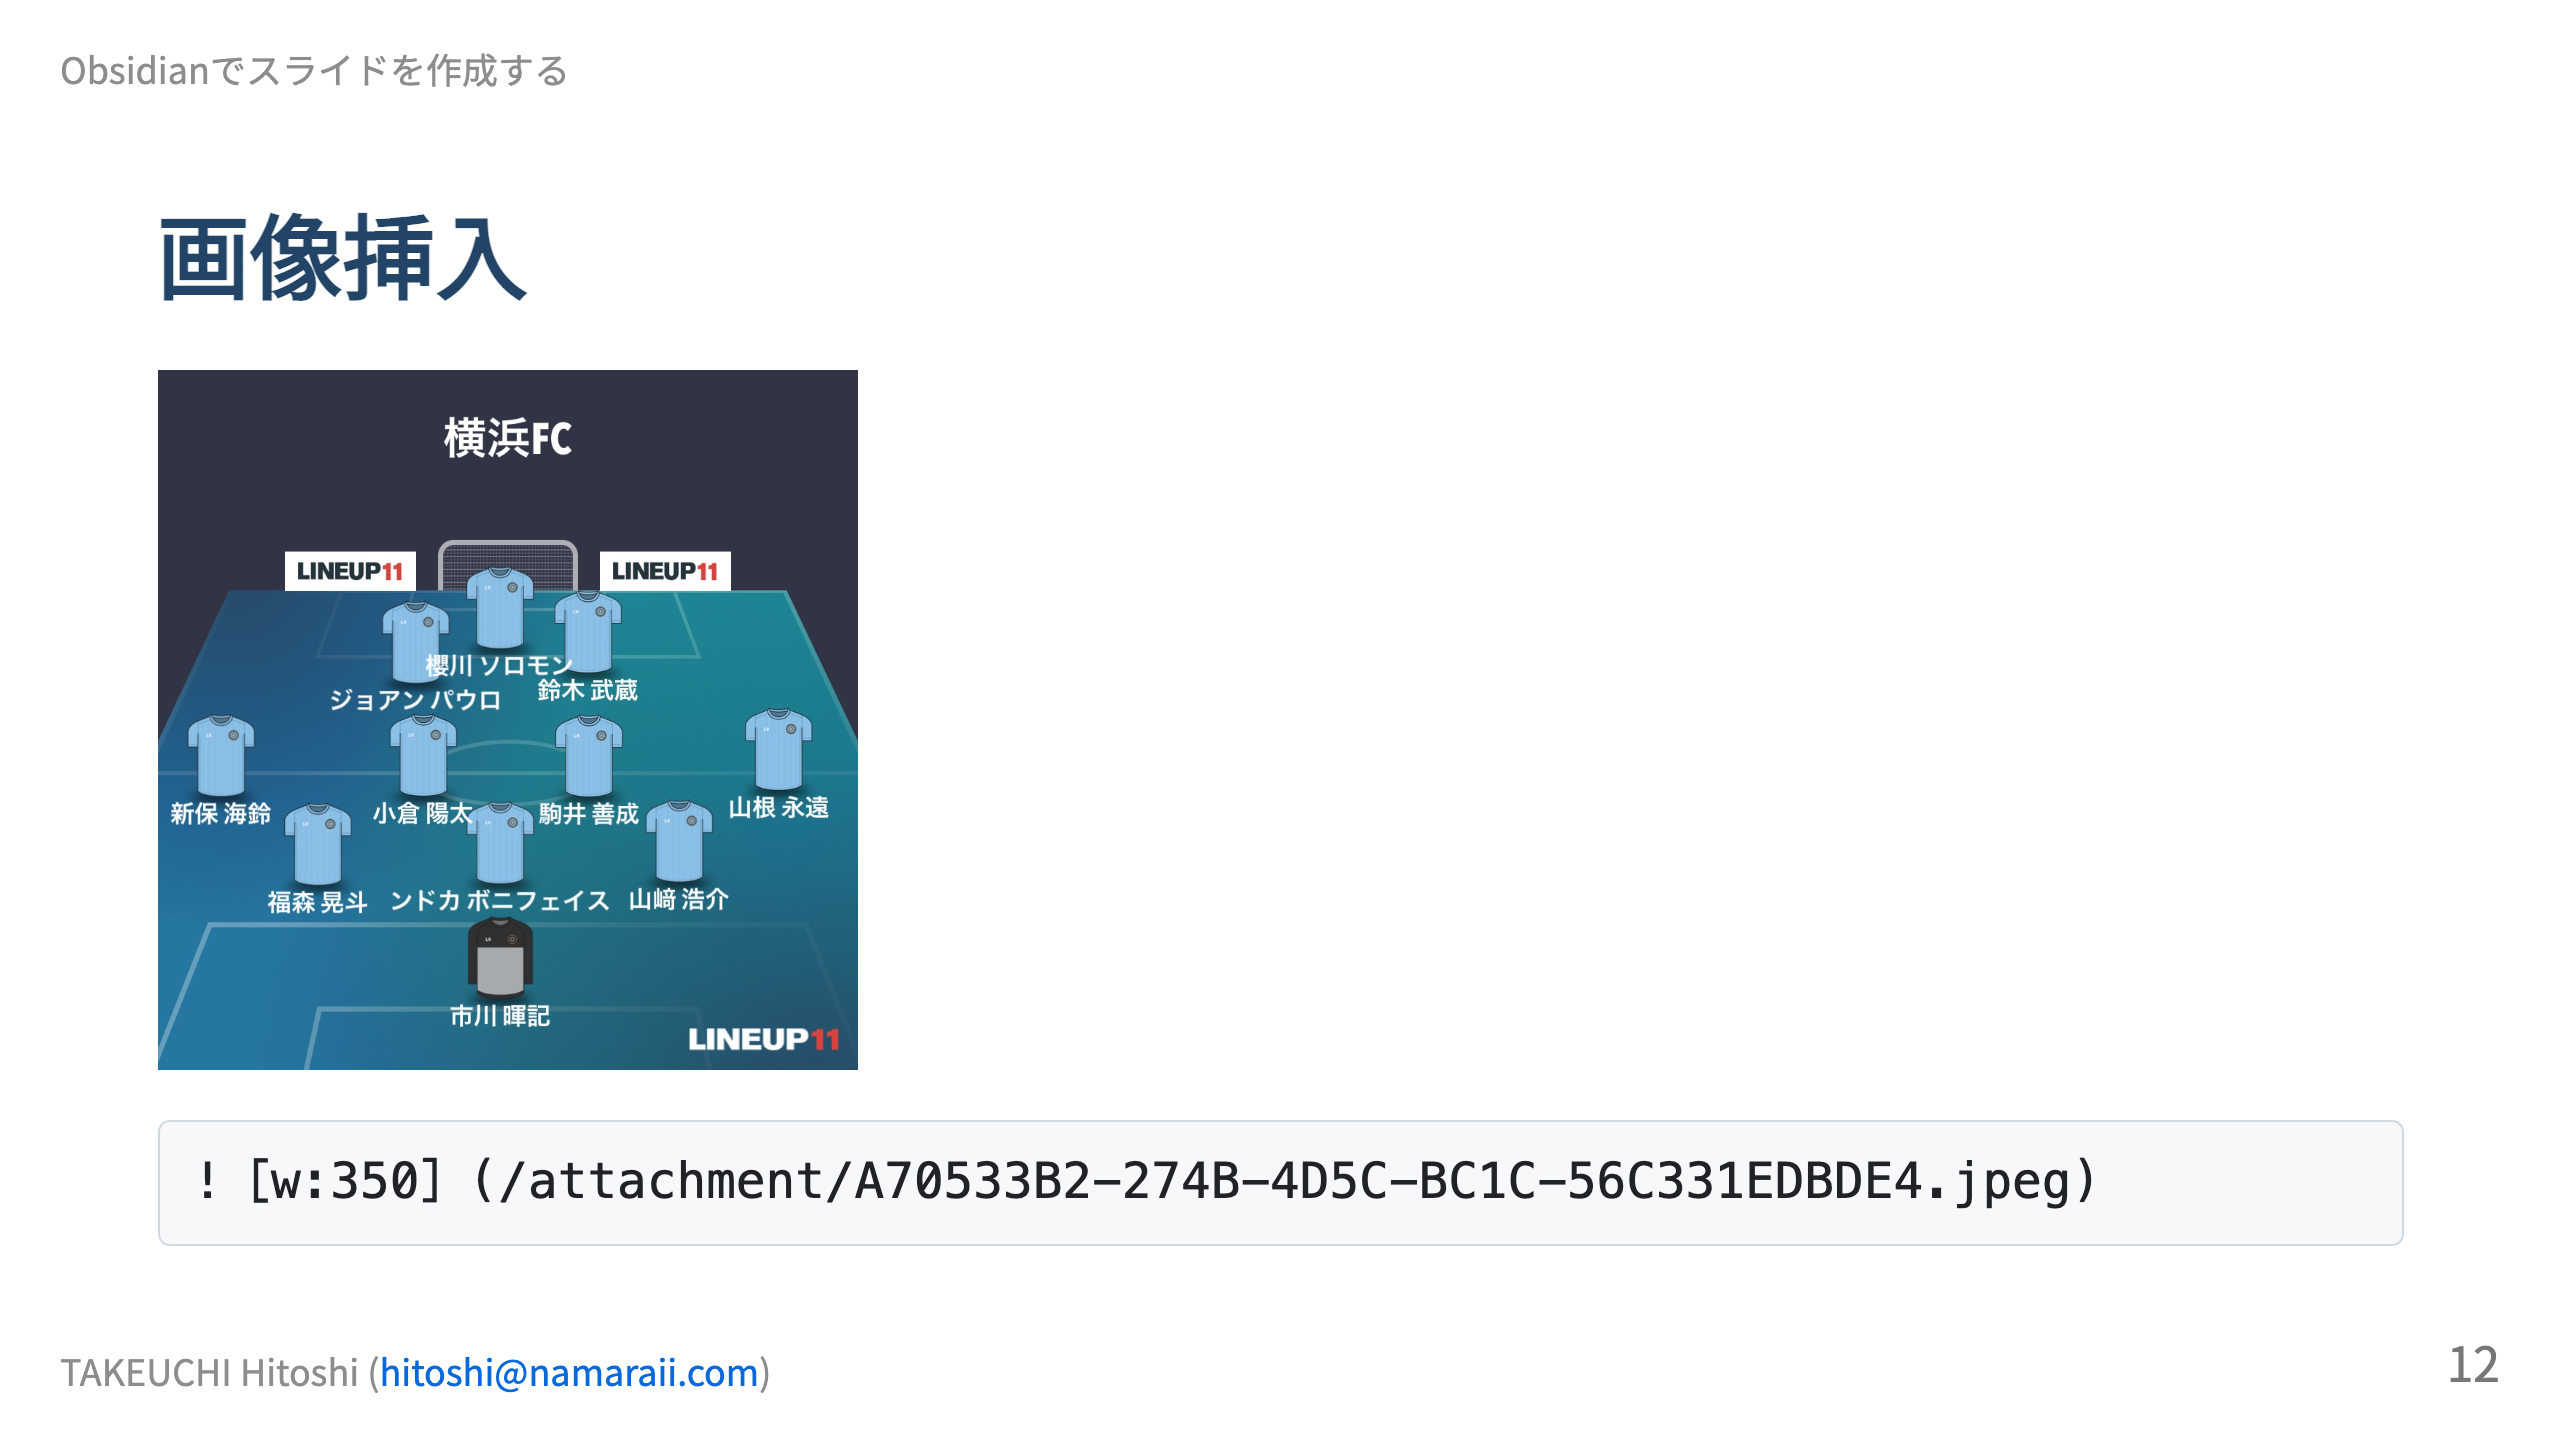 Obsidianでスライドを作成する
画像挿入
横浜FC
LINEUP11 LINEUP11
櫻川 ソロモン
ジョアン パウロ 鈴木 武蔵
新保 海鈴 小倉 陽太 駒井 善成 山根 永遠
福森 晃斗 ンドカ ボニフェイス 山﨑 浩介
市川 暉記
LINEUP11
! [w:350] (/attachment/A70533B2-274B-4D5C-BC1C-56C331EDBDE4.jpeg)
TAKEUCHI Hitoshi (hitoshi@namaraii.com)
12